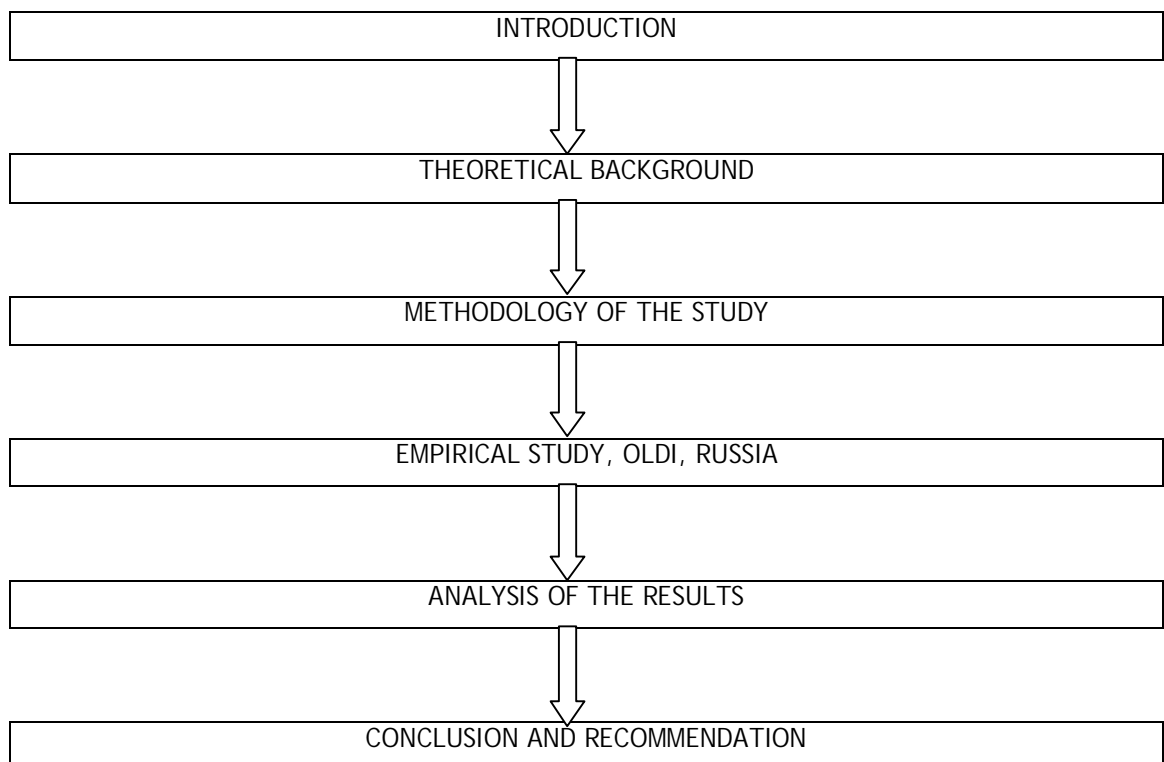 INTRODUCTION
THEORETICAL BACKGROUND
METHODOLOGY OF THE STUDY
EMPIRICAL STUDY, OLDI, RUSSIA
ANALYSIS OF THE RESULTS
CONCLUSION AND RECOMMENDATION